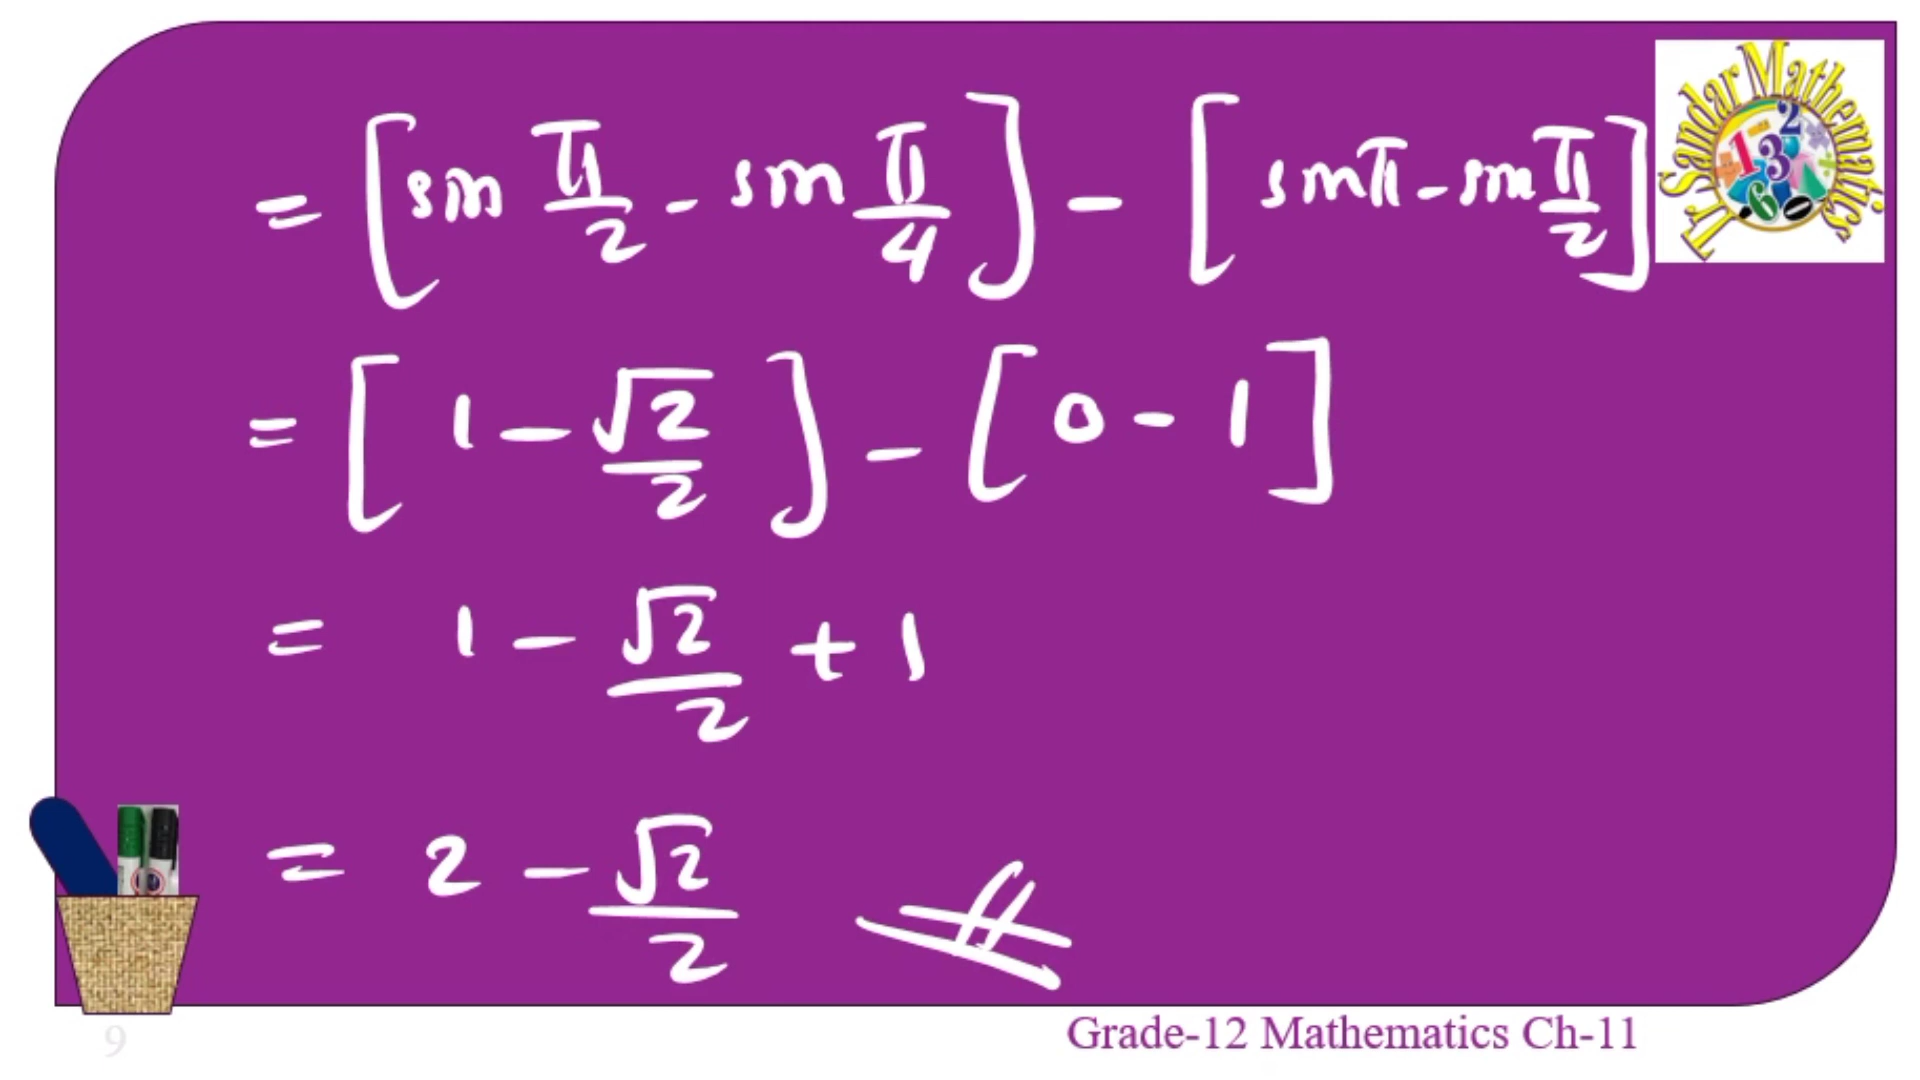 = [sin π/2 - sin π/4] - [sin π - sin π/2]
Tr. Sandar Mathematics
= [1 - √2/2] - [0 - 1]
= 1 - √2/2 + 1
= 2 - √2/2 #
9
Grade-12 Mathematics Ch-11